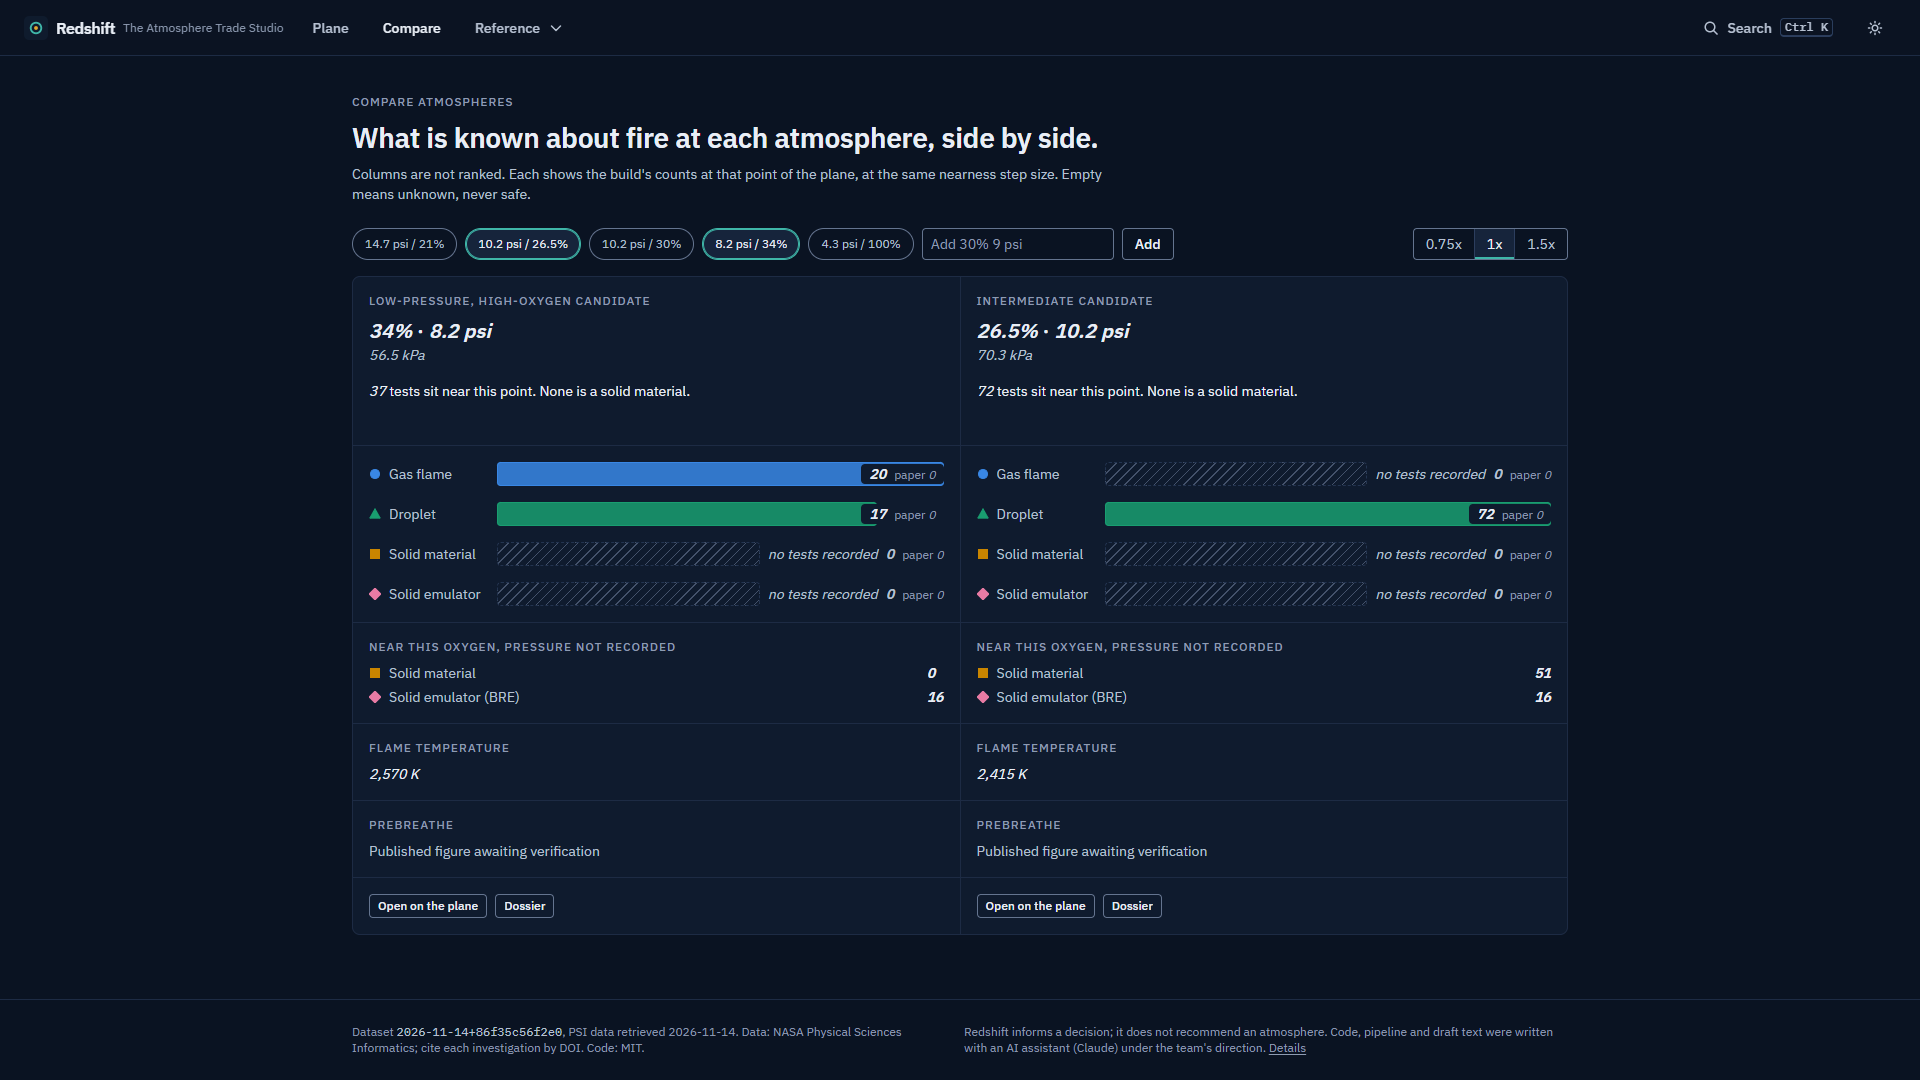 Redshift The Atmosphere Trade Studio Plane Compare Reference Search Ctrl K
COMPARE ATMOSPHERES
What is known about fire at each atmosphere, side by side.
Columns are not ranked. Each shows the build's counts at that point of the plane, at the same nearness step size. Empty
means unknown, never safe.
14.7 psi / 21% 10.2 psi / 26.5% 10.2 psi / 30% 8.2 psi / 34% 4.3 psi / 100% Add 30% 9 psi Add 0.75x 1x 1.5x
LOW-PRESSURE, HIGH-OXYGEN CANDIDATE
34% · 8.2 psi
56.5 kPa
37 tests sit near this point. None is a solid material.
Gas flame 20 paper 0
Droplet 17 paper 0
Solid material no tests recorded 0 paper 0
Solid emulator no tests recorded 0 paper 0
NEAR THIS OXYGEN, PRESSURE NOT RECORDED
Solid material 0
Solid emulator (BRE) 16
FLAME TEMPERATURE
2,570 K
PREBREATHE
Published figure awaiting verification
Open on the plane Dossier
INTERMEDIATE CANDIDATE
26.5% · 10.2 psi
70.3 kPa
72 tests sit near this point. None is a solid material.
Gas flame no tests recorded 0 paper 0
Droplet 72 paper 0
Solid material no tests recorded 0 paper 0
Solid emulator no tests recorded 0 paper 0
NEAR THIS OXYGEN, PRESSURE NOT RECORDED
Solid material 51
Solid emulator (BRE) 16
FLAME TEMPERATURE
2,415 K
PREBREATHE
Published figure awaiting verification
Open on the plane Dossier
Dataset 2026-11-14+86f35c56f2e0, PSI data retrieved 2026-11-14. Data: NASA Physical Sciences
Informatics; cite each investigation by DOI. Code: MIT.
Redshift informs a decision; it does not recommend an atmosphere. Code, pipeline and draft text were written
with an AI assistant (Claude) under the team's direction. Details